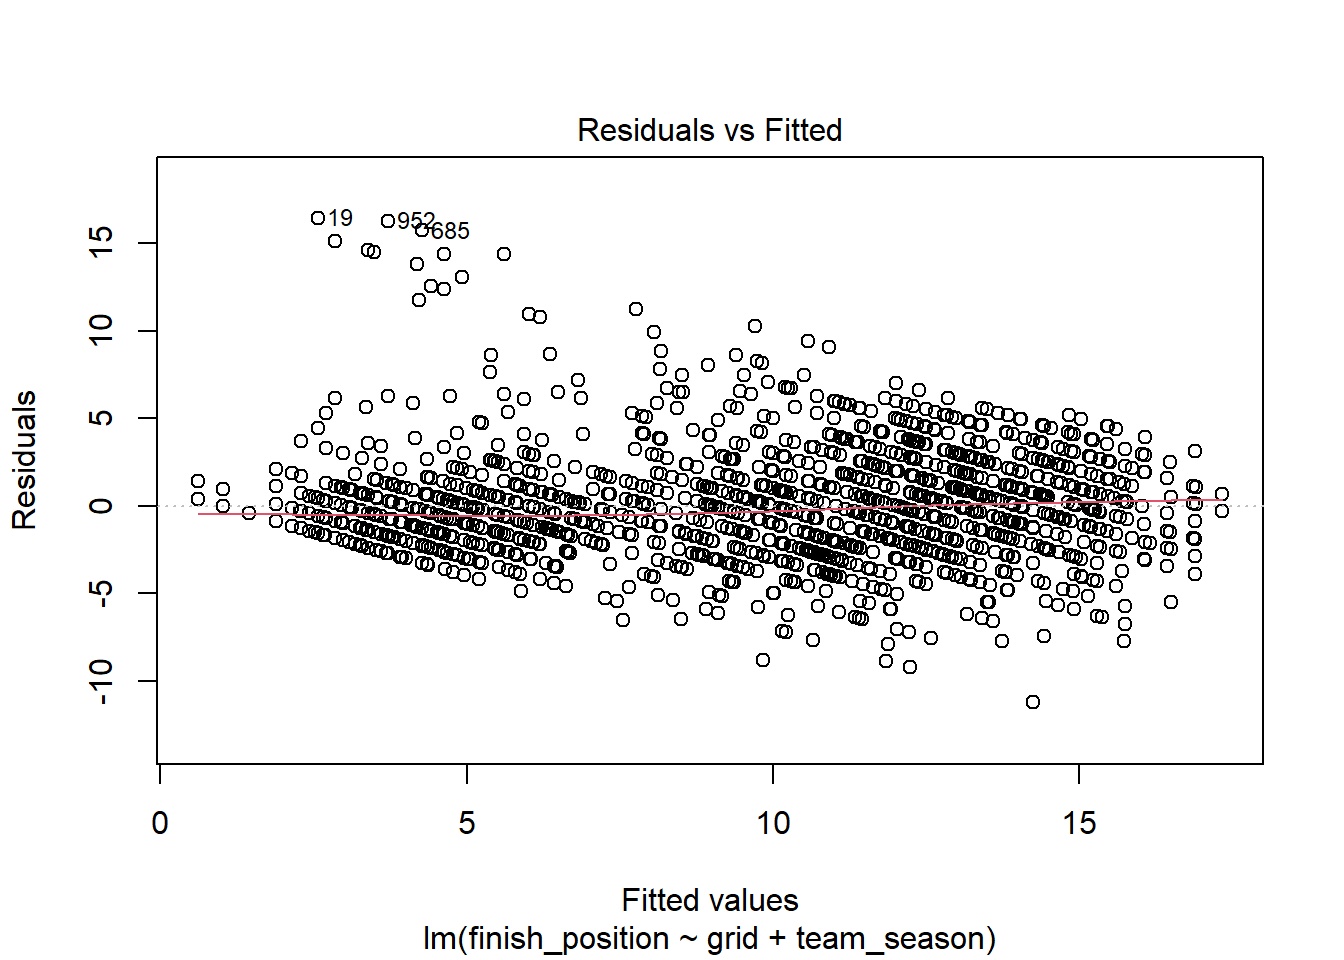 Residuals vs Fitted
Residuals
15
10
5
0
-5
-10
19
952
685
0 5 10 15
Fitted values
lm(finish_position ~ grid + team_season)